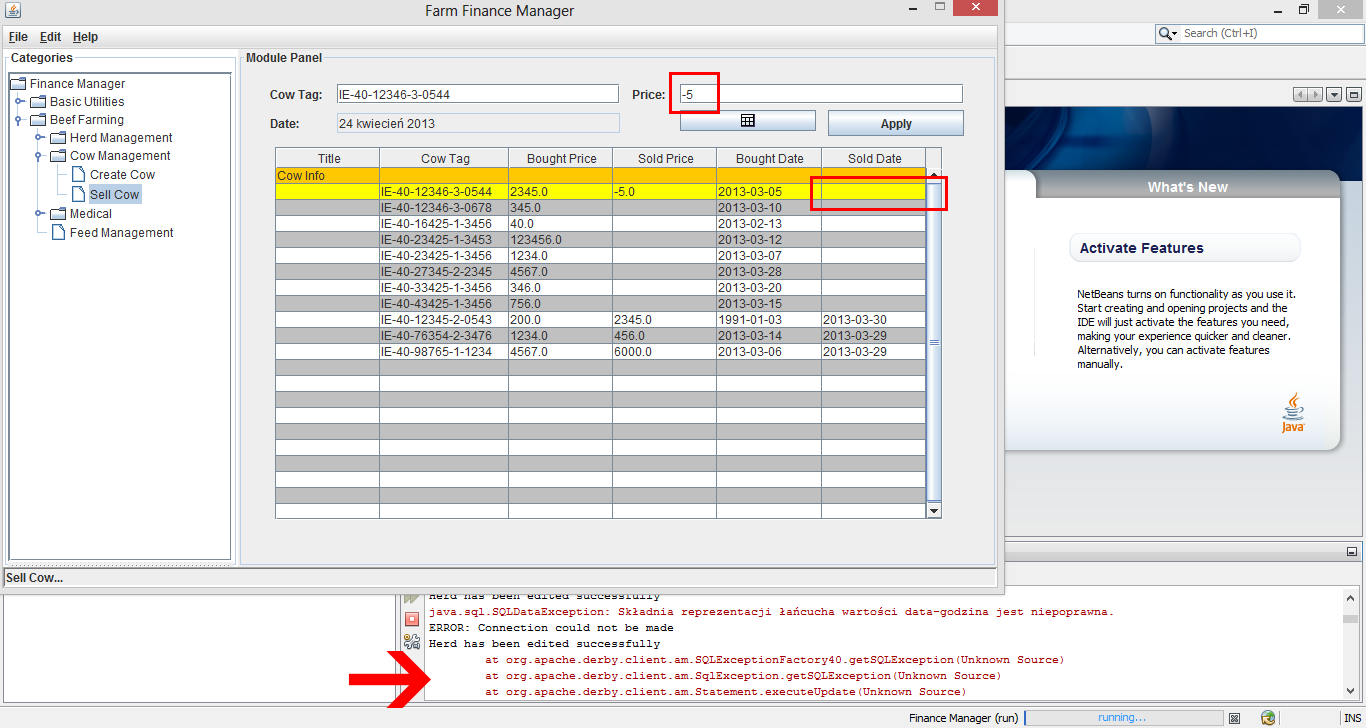 Farm Finance Manager
File Edit Help
Search (Ctrl+I)
Categories
Module Panel
Finance Manager
Basic Utilities
Beef Farming
Herd Management
Cow Management
Create Cow
Sell Cow
Medical
Feed Management
Cow Tag: IE-40-12346-3-0544 Price: -5
Date: 24 kwiecień 2013 Apply
Title Cow Tag Bought Price Sold Price Bought Date Sold Date
Cow Info
IE-40-12346-3-0544 2345.0 -5.0 2013-03-05
IE-40-12346-3-0678 345.0 2013-03-10
IE-40-16425-1-3456 40.0 2013-02-13
IE-40-23425-1-3453 123456.0 2013-03-12
IE-40-23425-1-3456 1234.0 2013-03-07
IE-40-27345-2-2345 4567.0 2013-03-28
IE-40-33425-1-3456 346.0 2013-03-20
IE-40-43425-1-3456 756.0 2013-03-15
IE-40-12345-2-0543 200.0 2345.0 1991-01-03 2013-03-30
IE-40-76354-2-3476 1234.0 456.0 2013-03-14 2013-03-29
IE-40-98765-1-1234 4567.0 6000.0 2013-03-06 2013-03-29
What's New
Activate Features
NetBeans turns on functionality as you use it.
Start creating and opening projects and the
IDE will just activate the features you need,
making your experience quicker and cleaner.
Alternatively, you can activate features
manually.
Java
Sell Cow...
Herd has been edited successfully
java.sql.SQLDataException: Składnia reprezentacji łańcucha wartości data-godzina jest niepoprawna.
ERROR: Connection could not be made
Herd has been edited successfully
at org.apache.derby.client.am.SQLExceptionFactory40.getSQLException(Unknown Source)
at org.apache.derby.client.am.SqlException.getSQLException(Unknown Source)
at org.apache.derby.client.am.Statement.executeUpdate(Unknown Source)
Finance Manager (run) running... INS